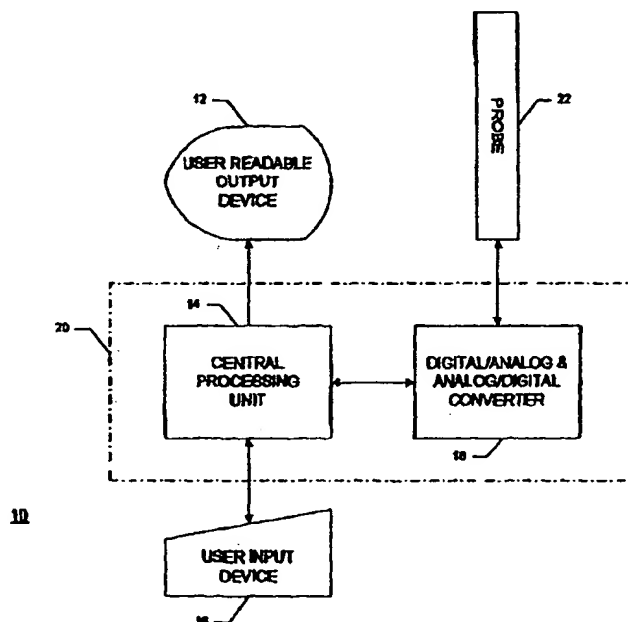 12
USER READABLE
OUTPUT
DEVICE
PROBE
22
20
14
CENTRAL
PROCESSING
UNIT
DIGITAL/ANALOG &
ANALOG/DIGITAL
CONVERTER
18
10
USER INPUT
DEVICE
16